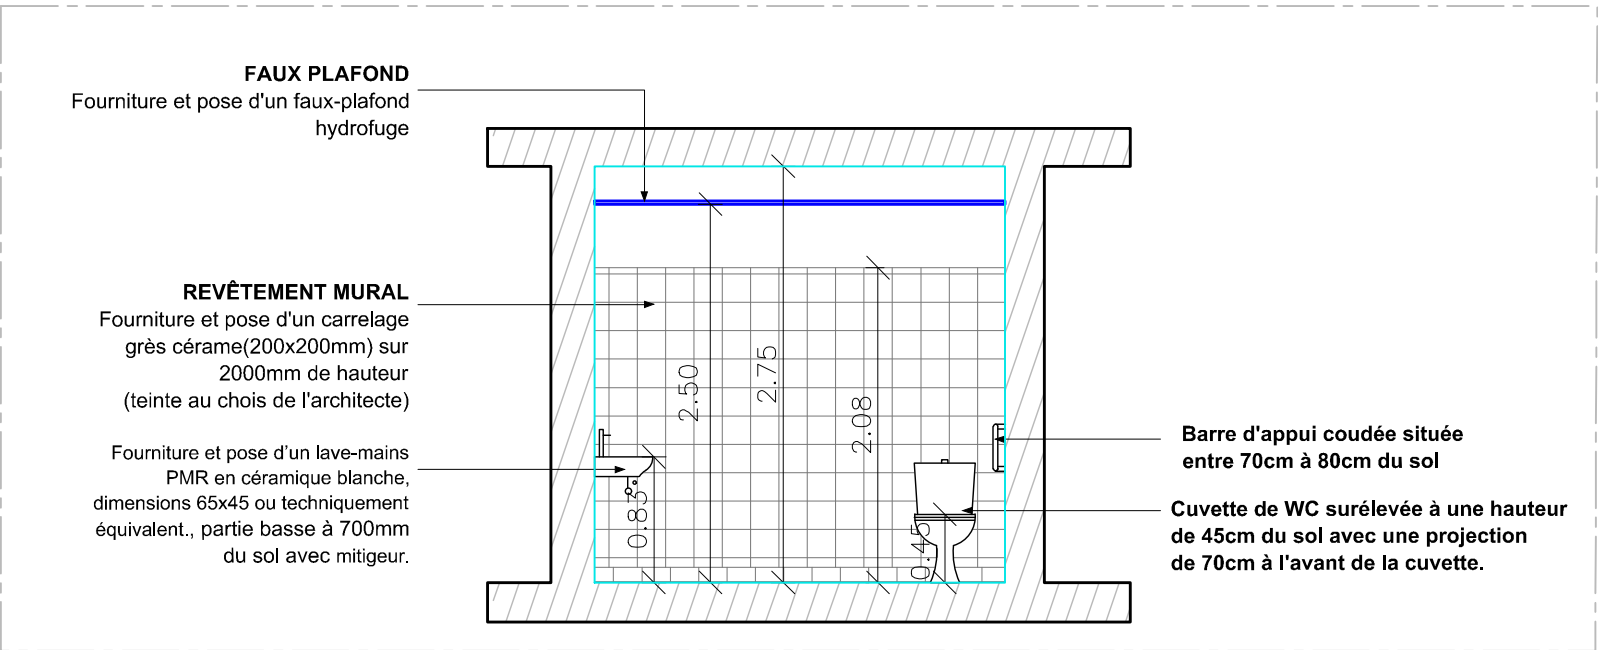 FAUX PLAFOND
Fourniture et pose d'un faux-plafond
hydrofuge
REVÊTEMENT MURAL
Fourniture et pose d'un carrelage
grès cérame(200x200mm) sur
2000mm de hauteur
(teinte au chois de l'architecte)
Fourniture et pose d'un lave-mains
PMR en céramique blanche,
dimensions 65x45 ou techniquement
équivalent., partie basse à 700mm
du sol avec mitigeur.
2.50
2.75
2.08
0.85
0.45
Barre d'appui coudée située
entre 70cm à 80cm du sol
Cuvette de WC surélevée à une hauteur
de 45cm du sol avec une projection
de 70cm à l'avant de la cuvette.